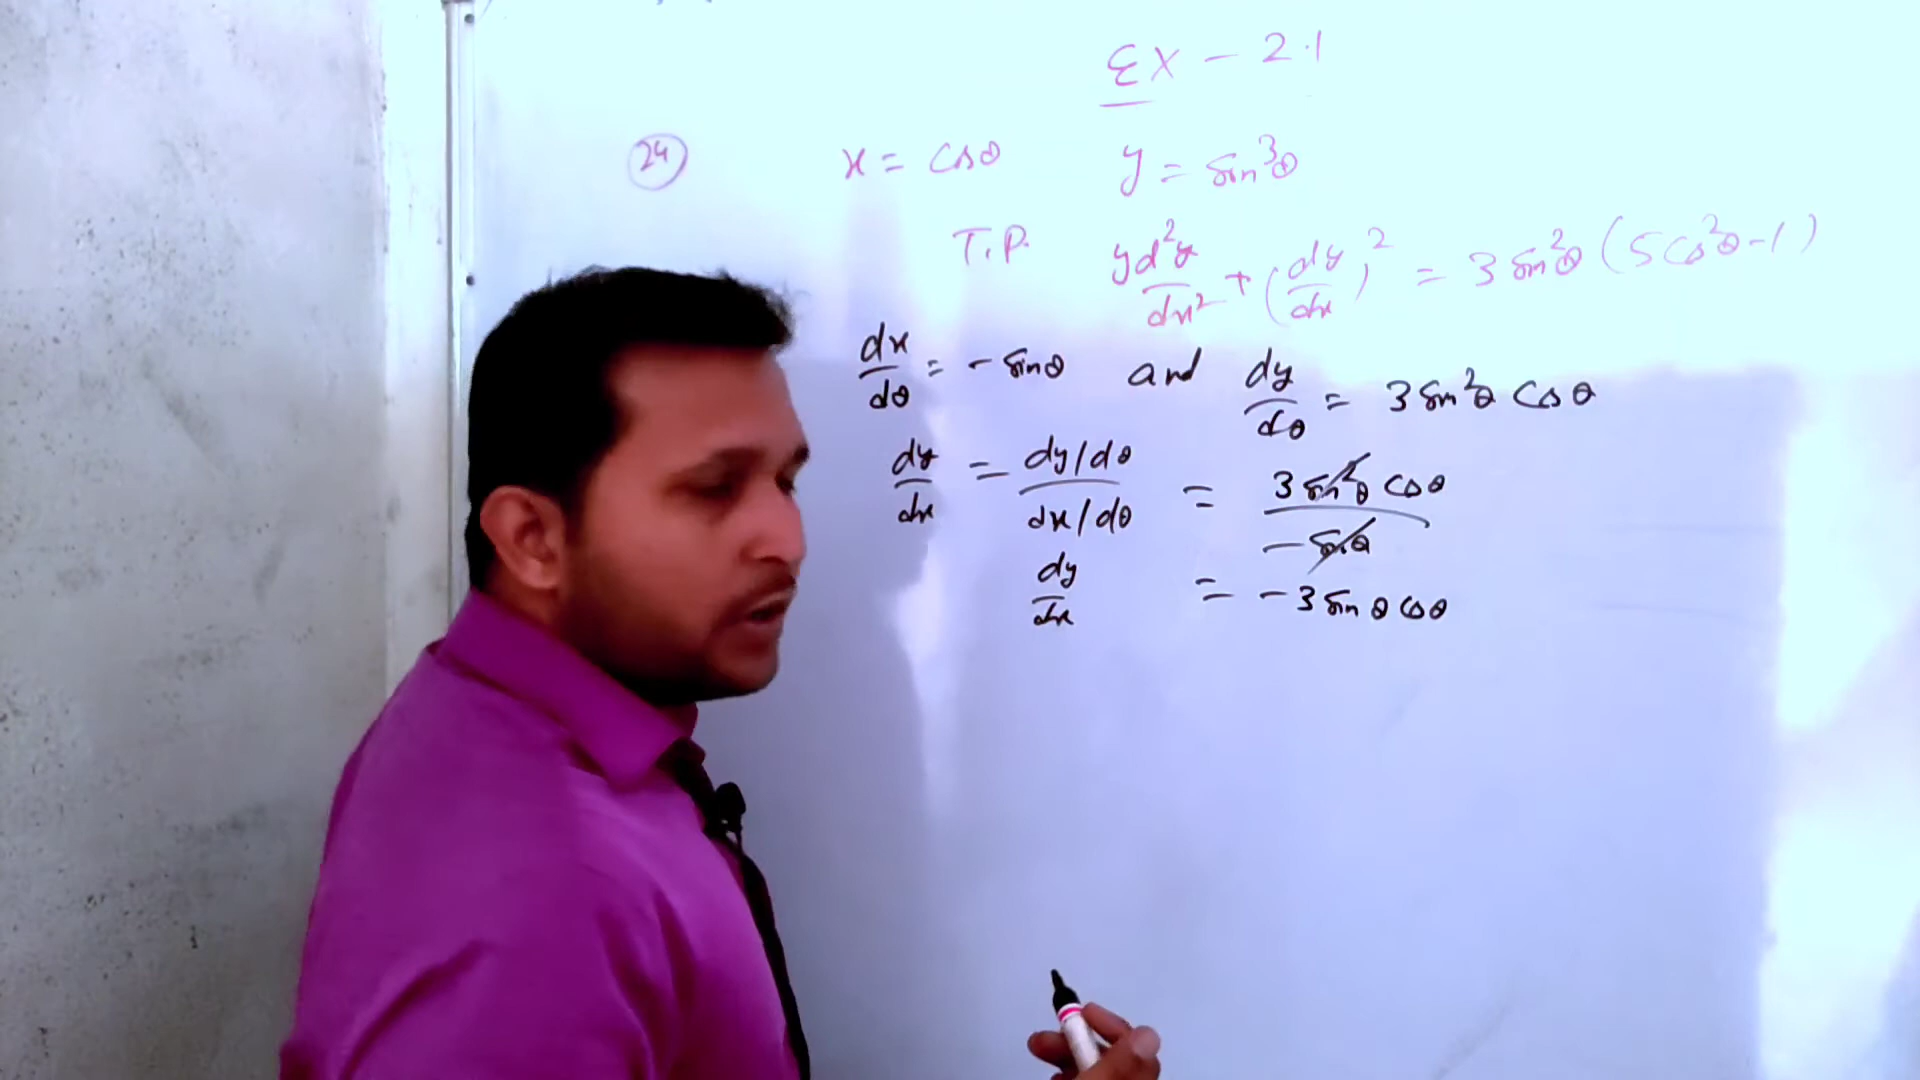 Ex - 2.1
24 x = cosθ y = sin³θ
T.P. y d²y/dx² + (dy/dx)² = 3 sin²θ (5 cos²θ - 1)
dx/dθ = - sinθ and dy/dθ = 3 sin²θ cosθ
dy/dx = dy/dθ / dx/dθ = 3 sin²θ cosθ / - sinθ
dy/dx = - 3 sinθ cosθ